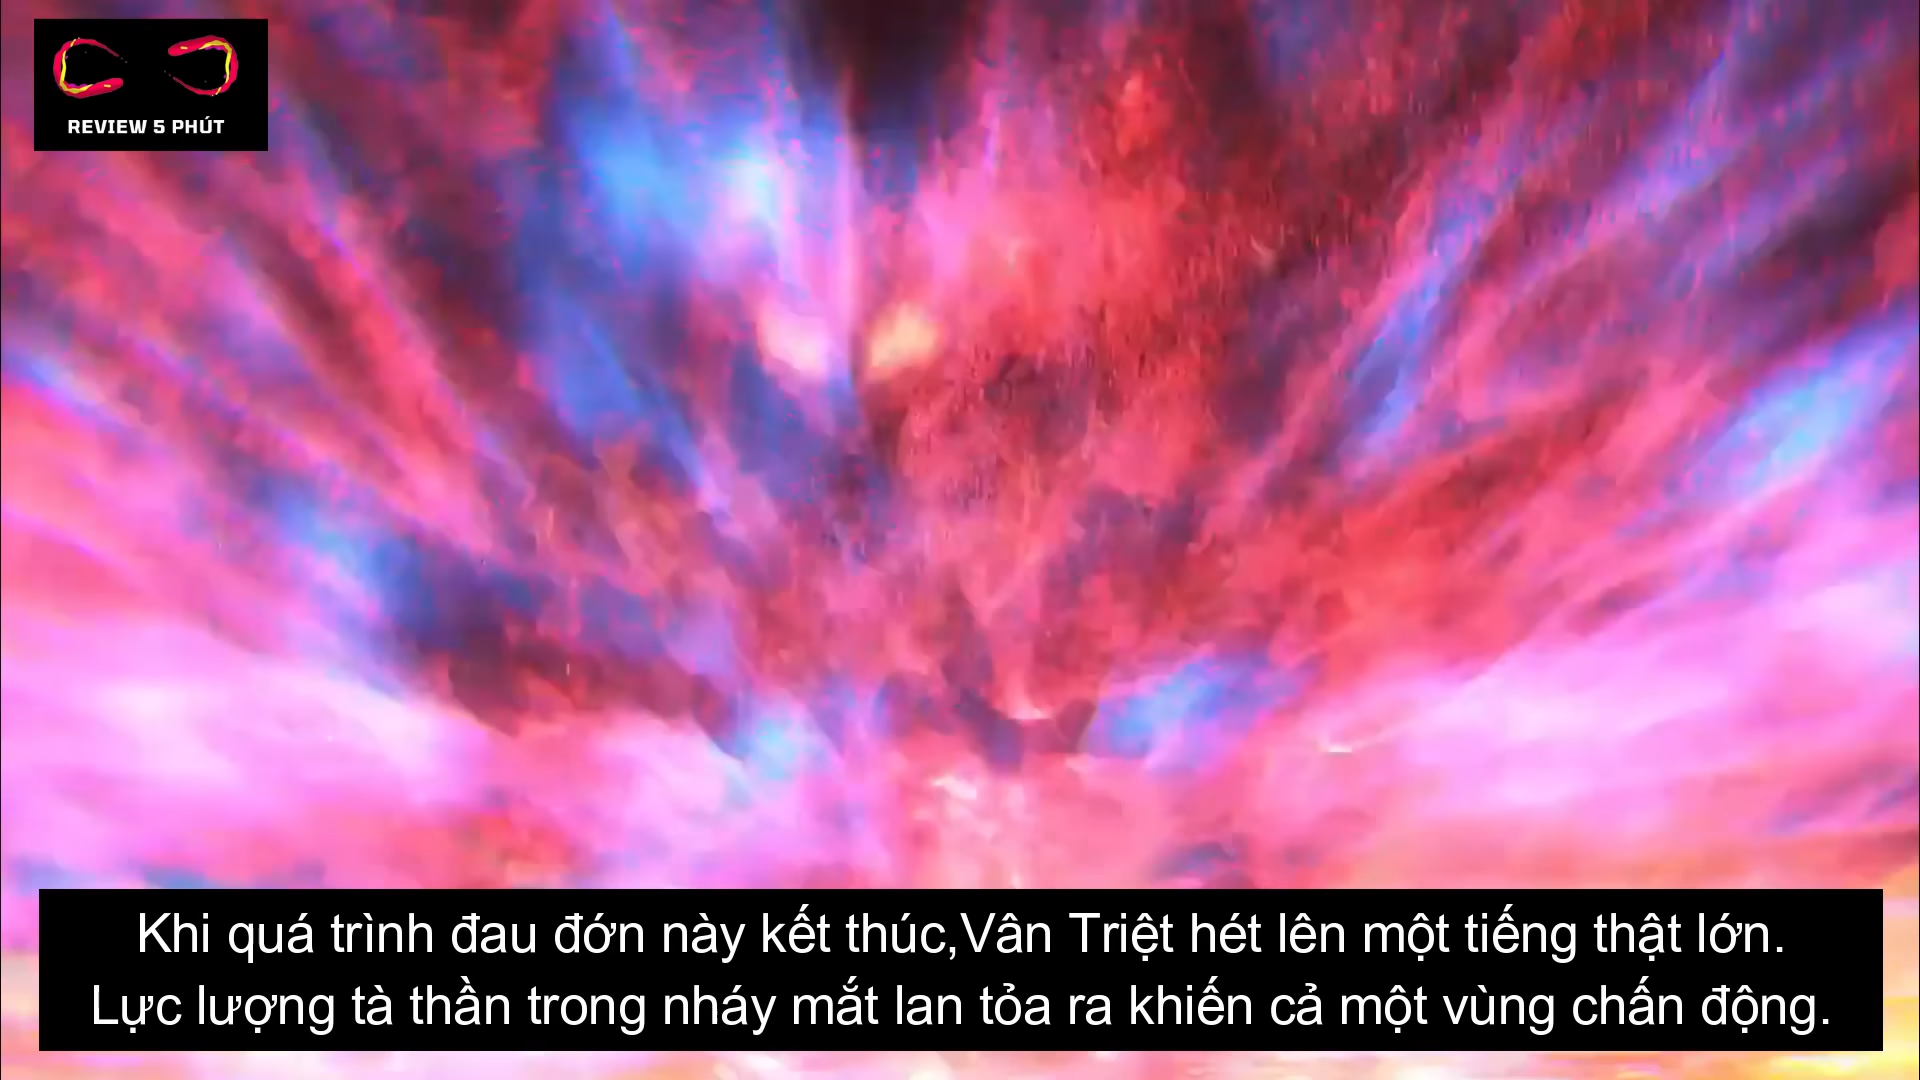 REVIEW 5 PHÚT
Khi quá trình đau đớn này kết thúc,Vân Triệt hét lên một tiếng thật lớn.
Lực lượng tà thần trong nháy mắt lan tỏa ra khiến cả một vùng chấn động.